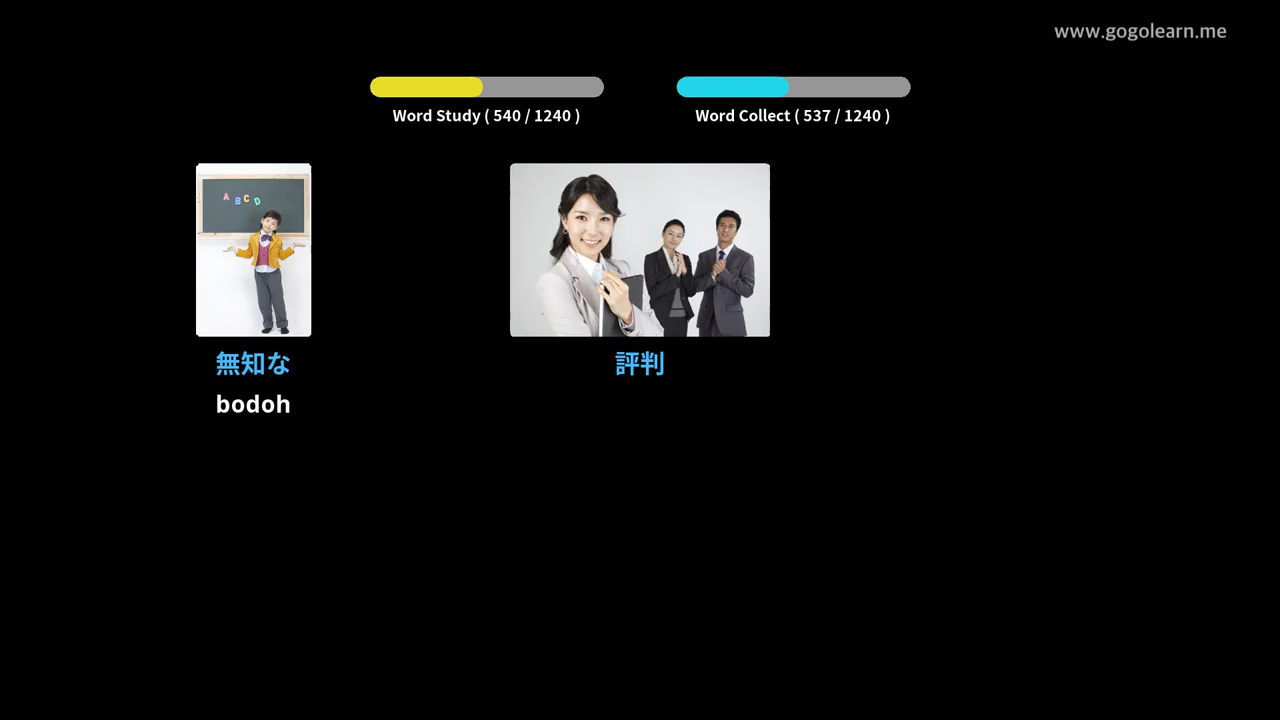 www.gogolearn.me
Word Study ( 540 / 1240 )
Word Collect ( 537 / 1240 )
A B C D
無知な
評判
bodoh